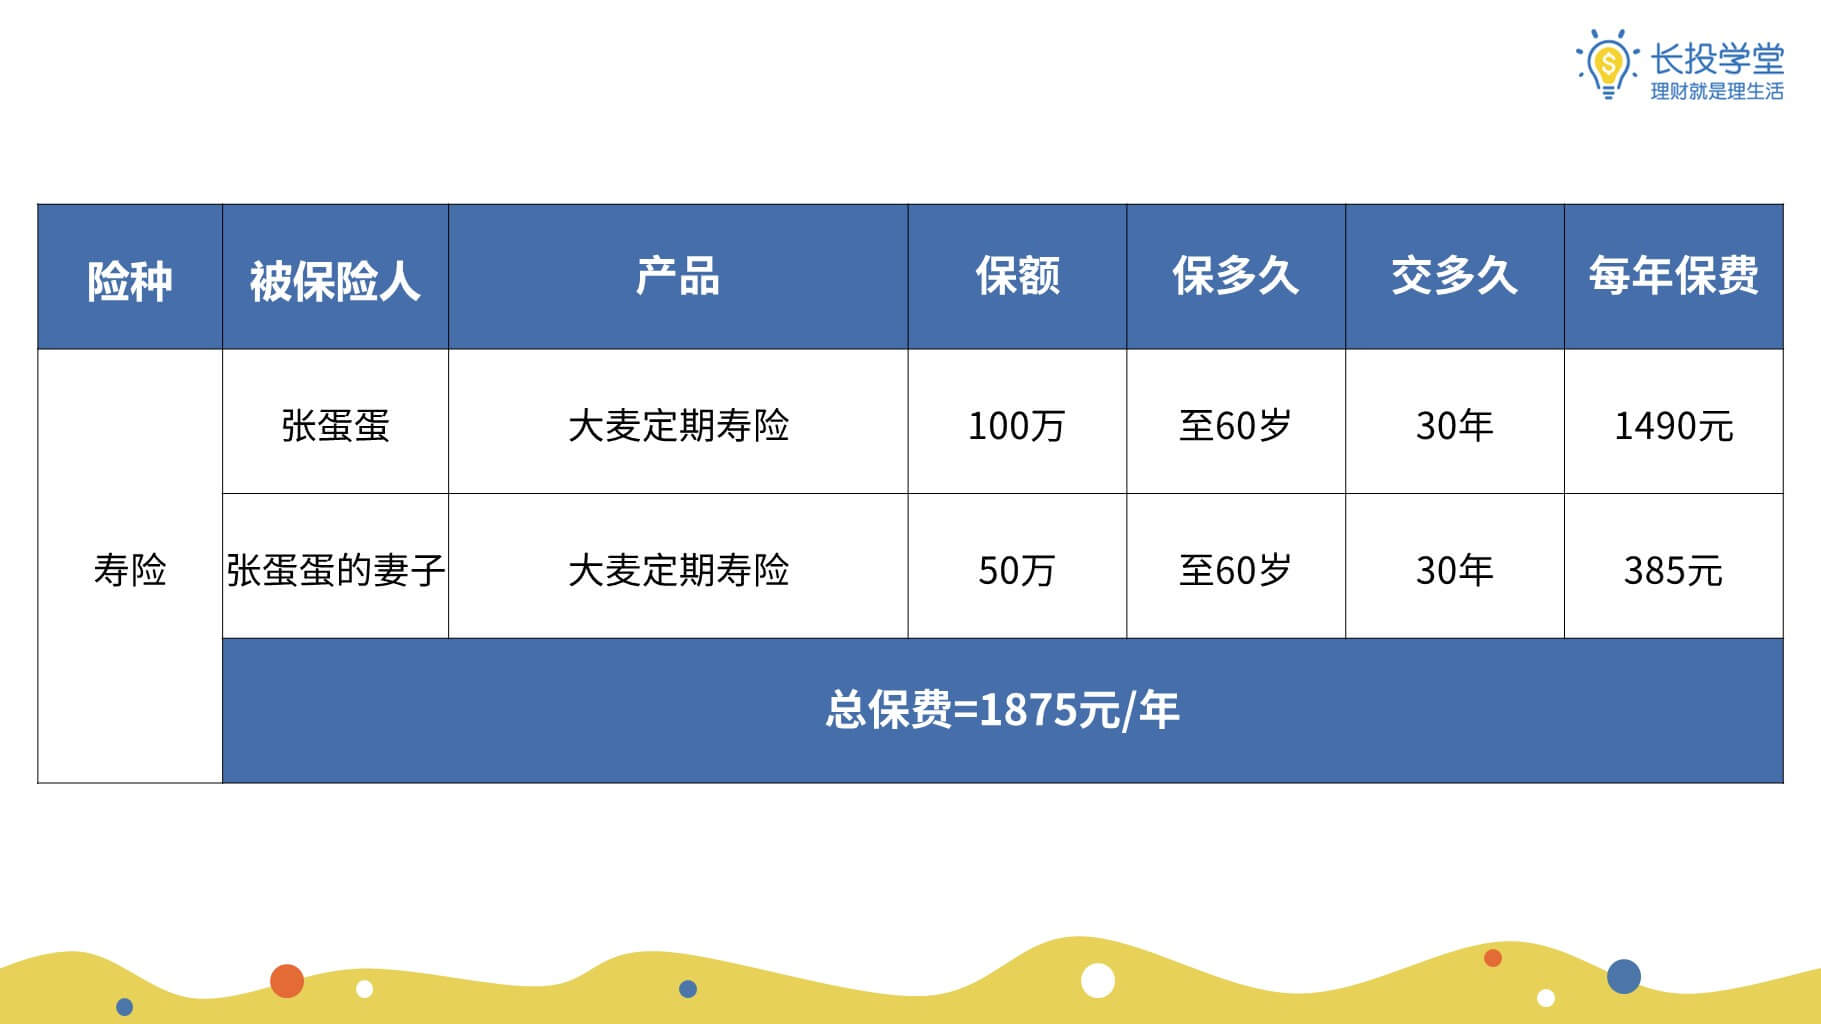 长投学堂
理财就是理生活
险种 被保险人 产品 保额 保多久 交多久 每年保费
张蛋蛋 大麦定期寿险 100万 至60岁 30年 1490元
寿险 张蛋蛋的妻子 大麦定期寿险 50万 至60岁 30年 385元
总保费=1875元/年